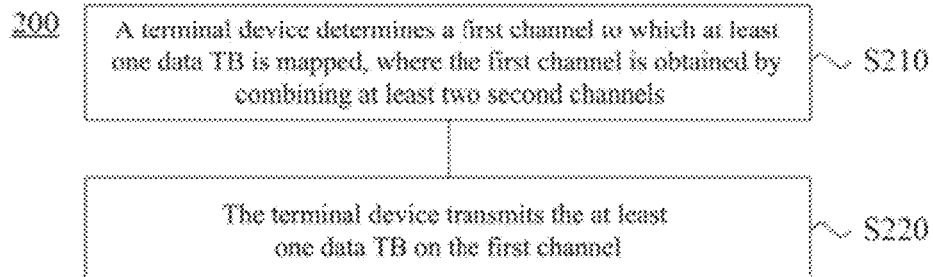 200
A terminal device determines a first channel to which at least
one data TB is mapped, where the first channel is obtained by
combining at least two second channels
S210
The terminal device transmits the at least
one data TB on the first channel
S220